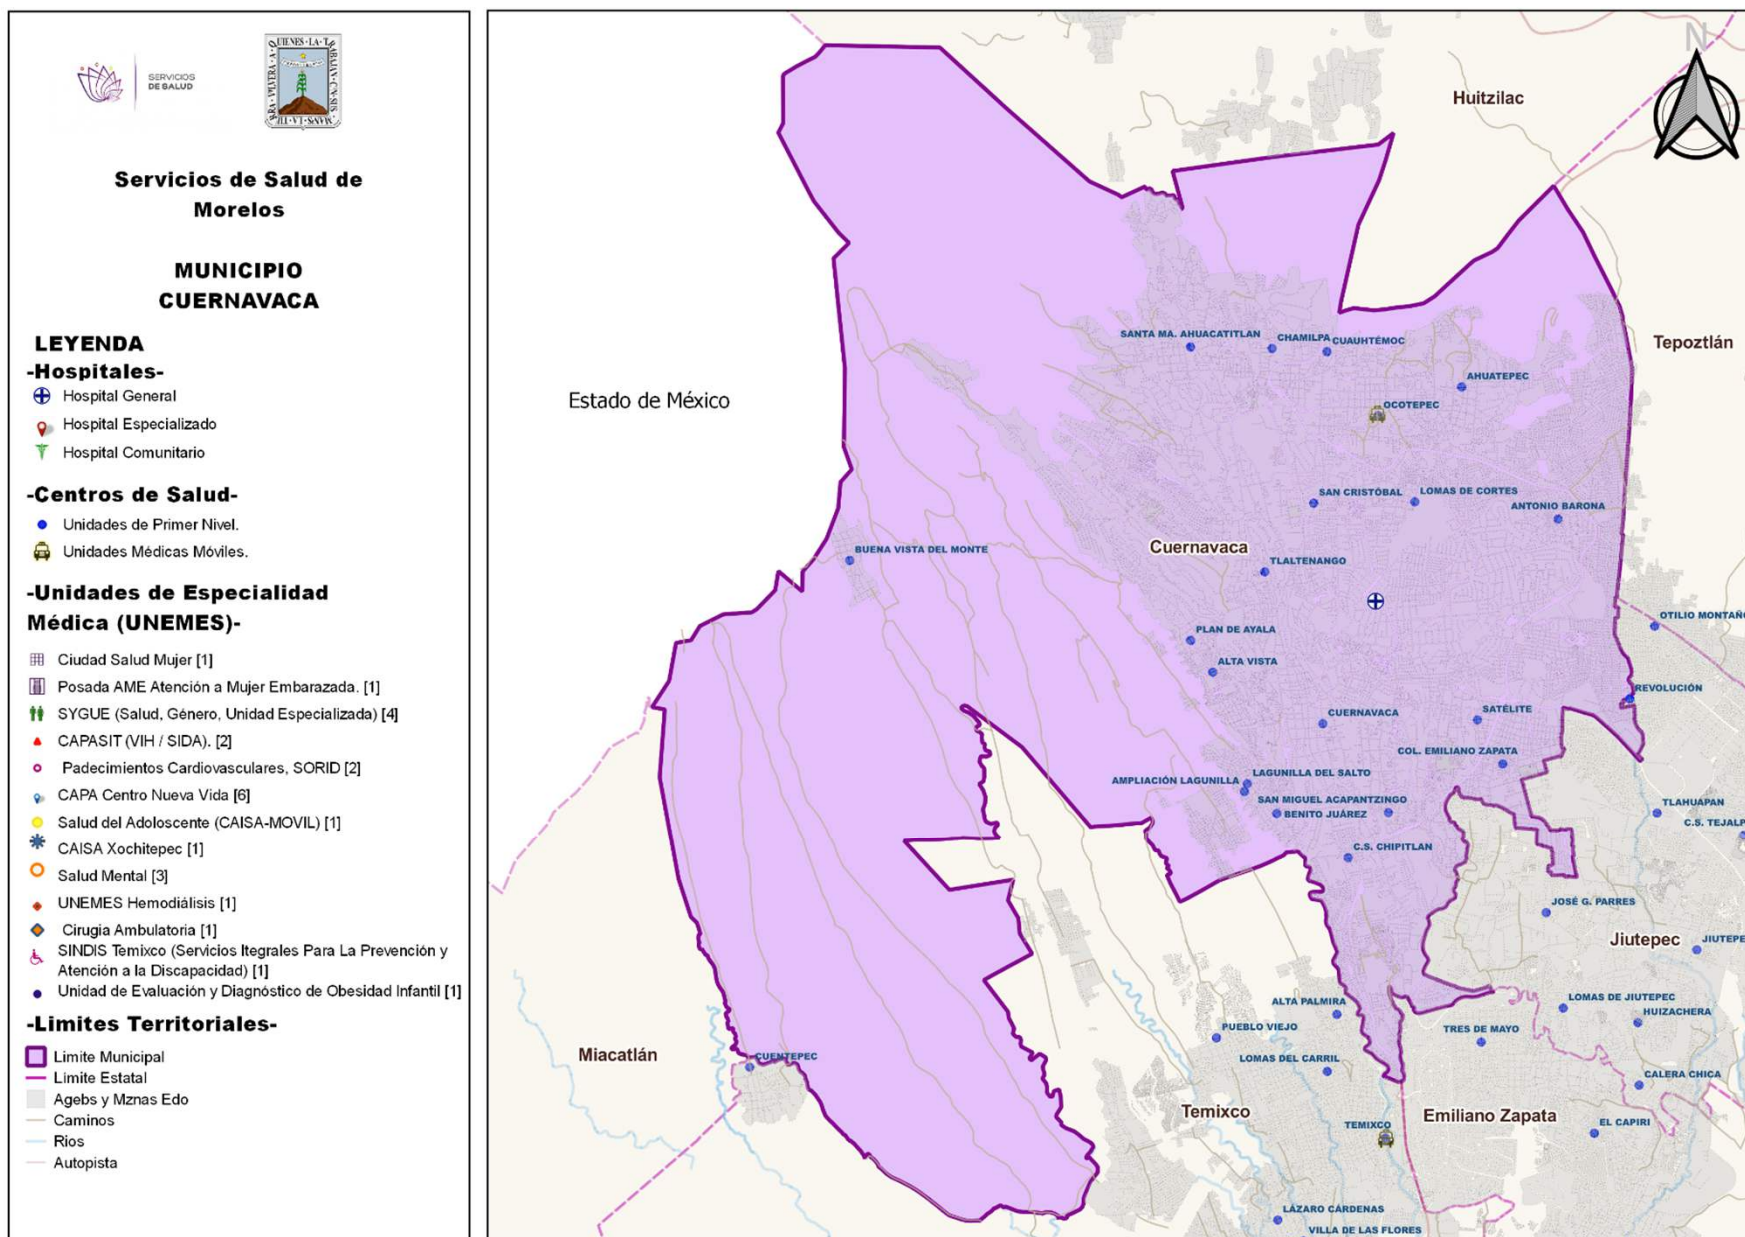 SERVICIOS
DE SALUD
Servicios de Salud de
Morelos
MUNICIPIO
CUERNAVACA
LEYENDA
-Hospitales-
Hospital General
Hospital Especializado
Hospital Comunitario
-Centros de Salud-
Unidades de Primer Nivel.
Unidades Médicas Móviles.
-Unidades de Especialidad
Médica (UNEMES)-
Ciudad Salud Mujer [1]
Posada AME Atención a Mujer Embarazada. [1]
SYGUE (Salud, Género, Unidad Especializada) [4]
CAPASIT (VIH / SIDA). [2]
Padecimientos Cardiovasculares, SORID [2]
CAPA Centro Nueva Vida [6]
Salud del Adoloscente (CAISA-MOVIL) [1]
CAISA Xochitepec [1]
Salud Mental [3]
UNEMES Hemodiálisis [1]
Cirugia Ambulatoria [1]
SINDIS Temixco (Servicios Itegrales Para La Prevención y
Atención a la Discapacidad) [1]
Unidad de Evaluación y Diagnóstico de Obesidad Infantil [1]
-Limites Territoriales-
Limite Municipal
Limite Estatal
Agebs y Mznas Edo
Caminos
Rios
Autopista
N
Huitzilac
Tepoztlán
Estado de México
SANTA MA. AHUACATITLAN
CHAMILPA
CUAUHTÉMOC
AHUATEPEC
OCOTEPEC
SAN CRISTÓBAL
LOMAS DE CORTES
ANTONIO BARONA
Cuernavaca
BUENA VISTA DEL MONTE
TLALTENANGO
OTILIO MONTAÑO
PLAN DE AYALA
ALTA VISTA
REVOLUCIÓN
CUERNAVACA
SATÉLITE
COL. EMILIANO ZAPATA
AMPLIACIÓN LAGUNILLA
LAGUNILLA DEL SALTO
SAN MIGUEL ACAPANTZINGO
BENITO JUÁREZ
TLAHUAPAN
C.S. TEJALP
C.S. CHIPITLAN
JOSÉ G. PARRES
Jiutepec
JIUTEPE
ALTA PALMIRA
LOMAS DE JIUTEPEC
HUIZACHERA
PUEBLO VIEJO
TRES DE MAYO
Miacatlán
CUENTEPEC
LOMAS DEL CARRIL
CALERA CHICA
Temixco
Emiliano Zapata
TEMIXCO
EL CAPIRI
LÁZARO CÁRDENAS
VILLA DE LAS FLORES